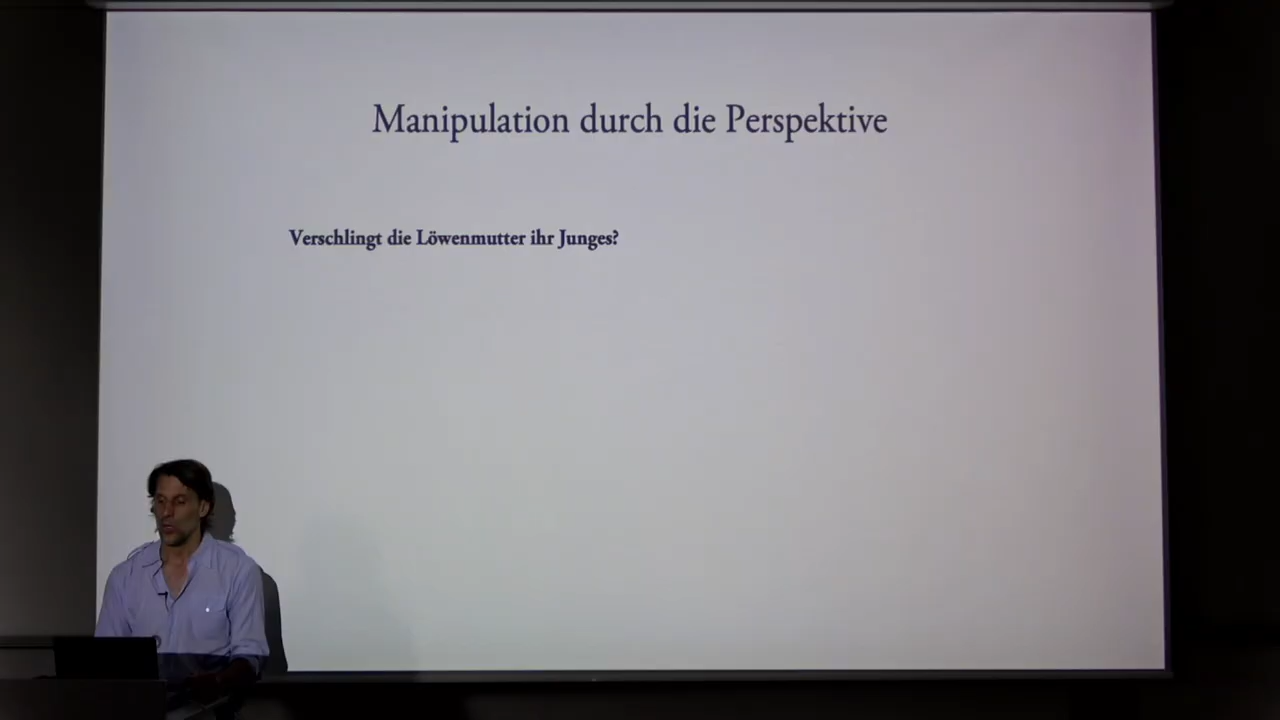 Manipulation durch die Perspektive
Verschlingt die Löwenmutter ihr Junges?